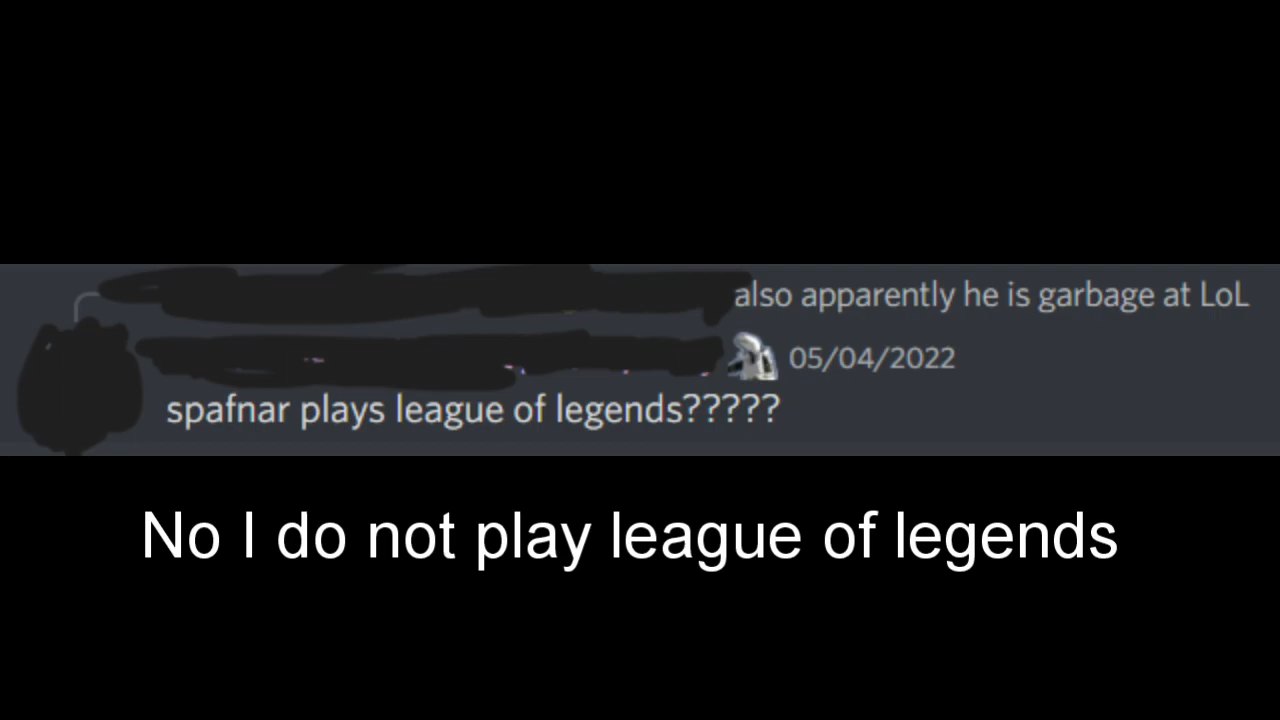 also apparently he is garbage at LoL
05/04/2022
spafnar plays league of legends?????
No I do not play league of legends